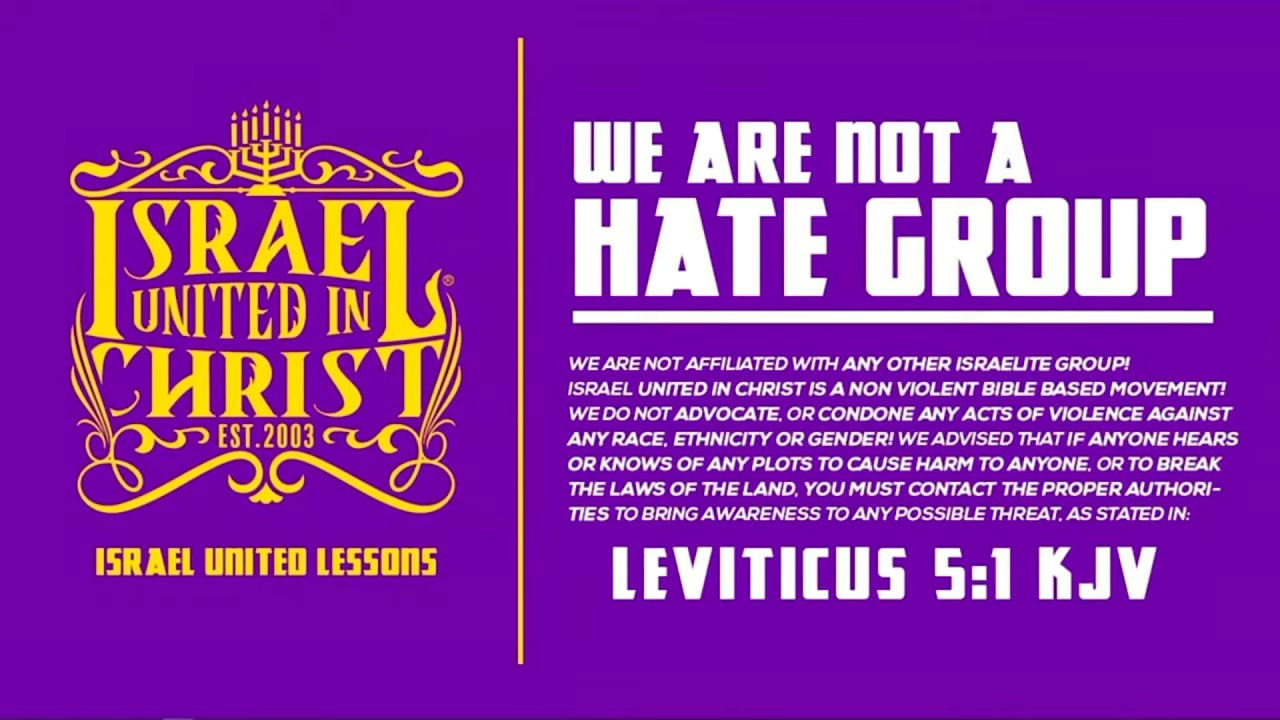 ISRAEL
UNITED IN
CHRIST
EST.2003
®
ISRAEL UNITED LESSONS
WE ARE NOT A
HATE GROUP
WE ARE NOT AFFILIATED WITH ANY OTHER ISRAELITE GROUP!
ISRAEL UNITED IN CHRIST IS A NON VIOLENT BIBLE BASED MOVEMENT!
WE DO NOT ADVOCATE, OR CONDONE ANY ACTS OF VIOLENCE AGAINST
ANY RACE, ETHNICITY OR GENDER! WE ADVISED THAT IF ANYONE HEARS
OR KNOWS OF ANY PLOTS TO CAUSE HARM TO ANYONE, OR TO BREAK
THE LAWS OF THE LAND, YOU MUST CONTACT THE PROPER AUTHORI-
TIES TO BRING AWARENESS TO ANY POSSIBLE THREAT, AS STATED IN:
LEVITICUS 5:1 KJV